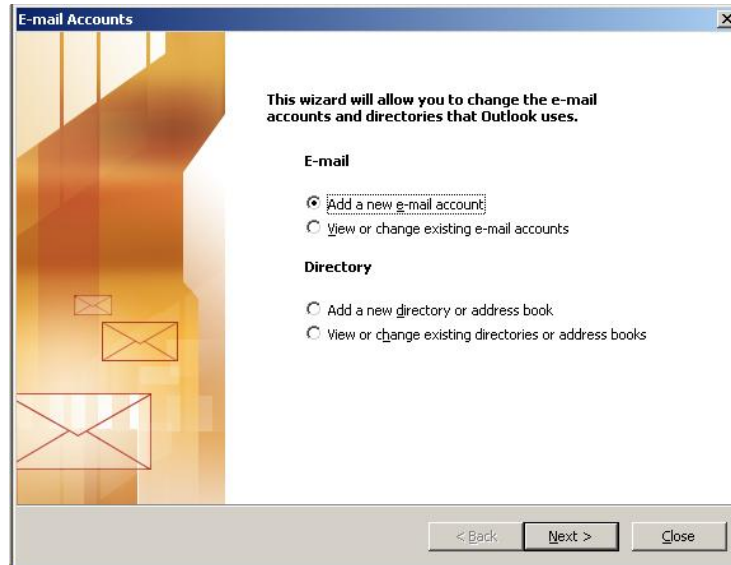 E-mail Accounts
This wizard will allow you to change the e-mail
accounts and directories that Outlook uses.
E-mail
Add a new e-mail account
View or change existing e-mail accounts
Directory
Add a new directory or address book
View or change existing directories or address books
< Back Next > Close